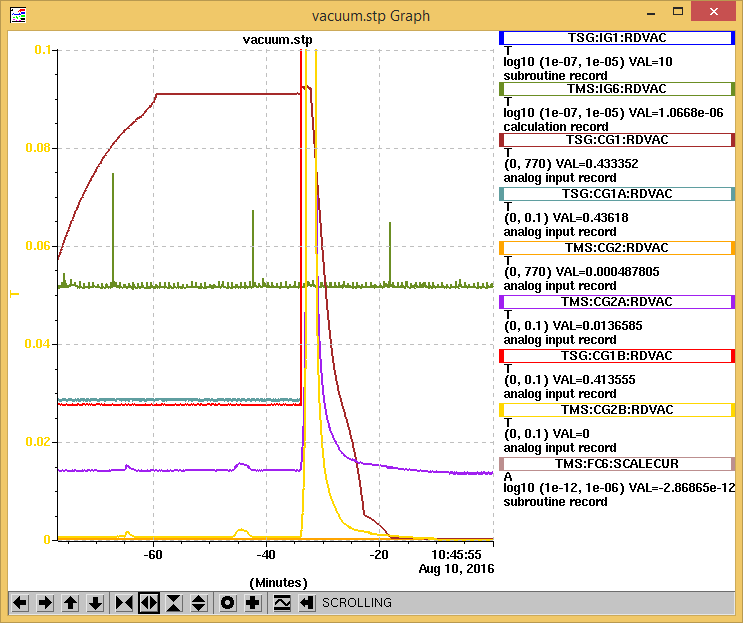 vacuum.stp Graph
vacuum.stp
0.1
0.08
0.06
T
0.04
0.02
0
-60
-40
-20
10:45:55
Aug 10, 2016
(Minutes)
TSG:IG1:RDVAC
T
log10 (1e-07, 1e-05) VAL=10
subroutine record
TMS:IG6:RDVAC
T
log10 (1e-07, 1e-05) VAL=1.0668e-06
calculation record
TSG:CG1:RDVAC
T
(0, 770) VAL=0.433352
analog input record
TSG:CG1A:RDVAC
T
(0, 0.1) VAL=0.43618
analog input record
TMS:CG2:RDVAC
T
(0, 770) VAL=0.000487805
analog input record
TMS:CG2A:RDVAC
T
(0, 0.1) VAL=0.0136585
analog input record
TSG:CG1B:RDVAC
T
(0, 0.1) VAL=0.413555
analog input record
TMS:CG2B:RDVAC
T
(0, 0.1) VAL=0
analog input record
TMS:FC6:SCALECUR
A
log10 (1e-12, 1e-06) VAL=-2.86865e-12
subroutine record
SCROLLING